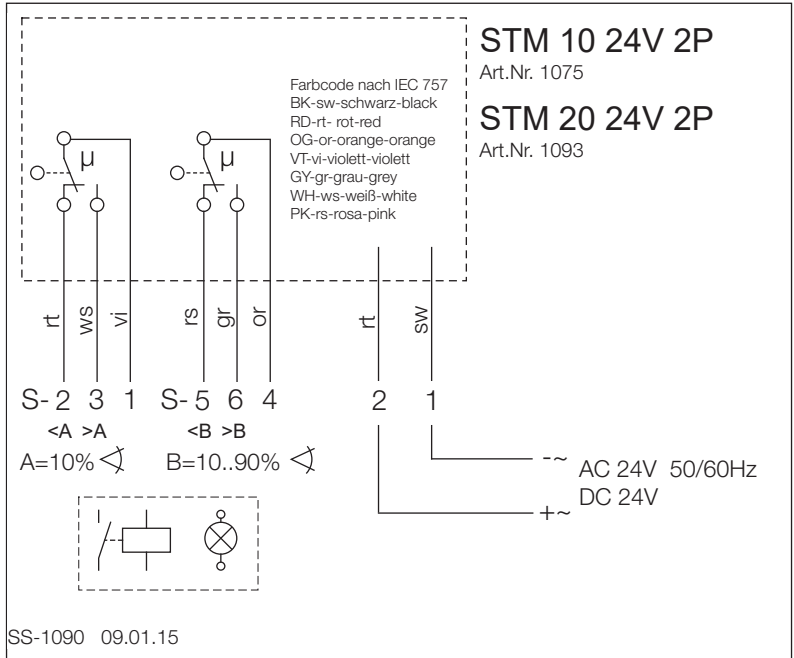 STM 10 24V 2P
Art.Nr. 1075
STM 20 24V 2P
Art.Nr. 1093
Farbcode nach IEC 757
BK-sw-schwarz-black
RD-rt- rot-red
OG-or-orange-orange
VT-vi-violett-violett
GY-gr-grau-grey
WH-ws-weiß-white
PK-rs-rosa-pink
µ µ
rt ws vi rs gr or rt sw
S- 2 3 1 S- 5 6 4 2 1
<A >A <B >B
A=10% B=10..90%
-~ AC 24V 50/60Hz
+~ DC 24V
SS-1090 09.01.15